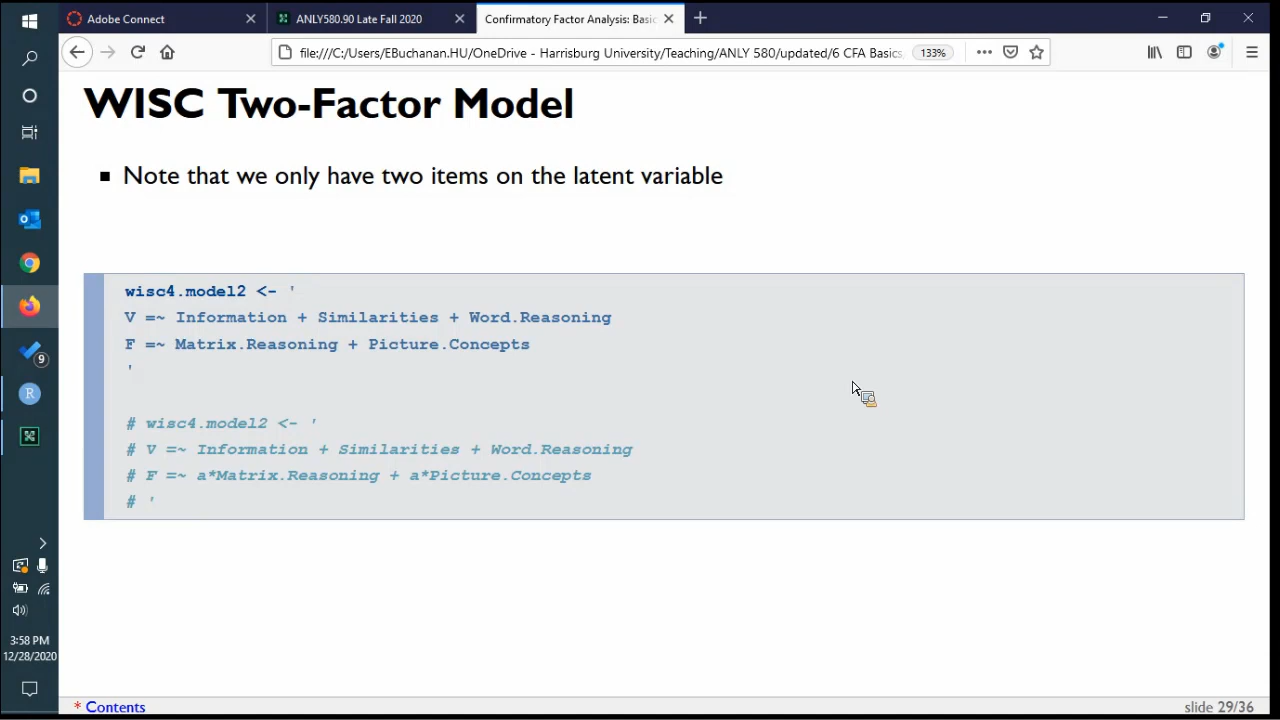 Adobe Connect
ANLY580.90 Late Fall 2020
Confirmatory Factor Analysis: Basic
file:///C:/Users/EBuchanan.HU/OneDrive - Harrisburg University/Teaching/ANLY 580/updated/6 CFA Basics,
133%
WISC Two-Factor Model
▪ Note that we only have two items on the latent variable
wisc4.model2 <- '
V =~ Information + Similarities + Word.Reasoning
F =~ Matrix.Reasoning + Picture.Concepts
'
# wisc4.model2 <- '
# V =~ Information + Similarities + Word.Reasoning
# F =~ a*Matrix.Reasoning + a*Picture.Concepts
# '
9
R
3:58 PM
12/28/2020
* Contents
slide 29/36